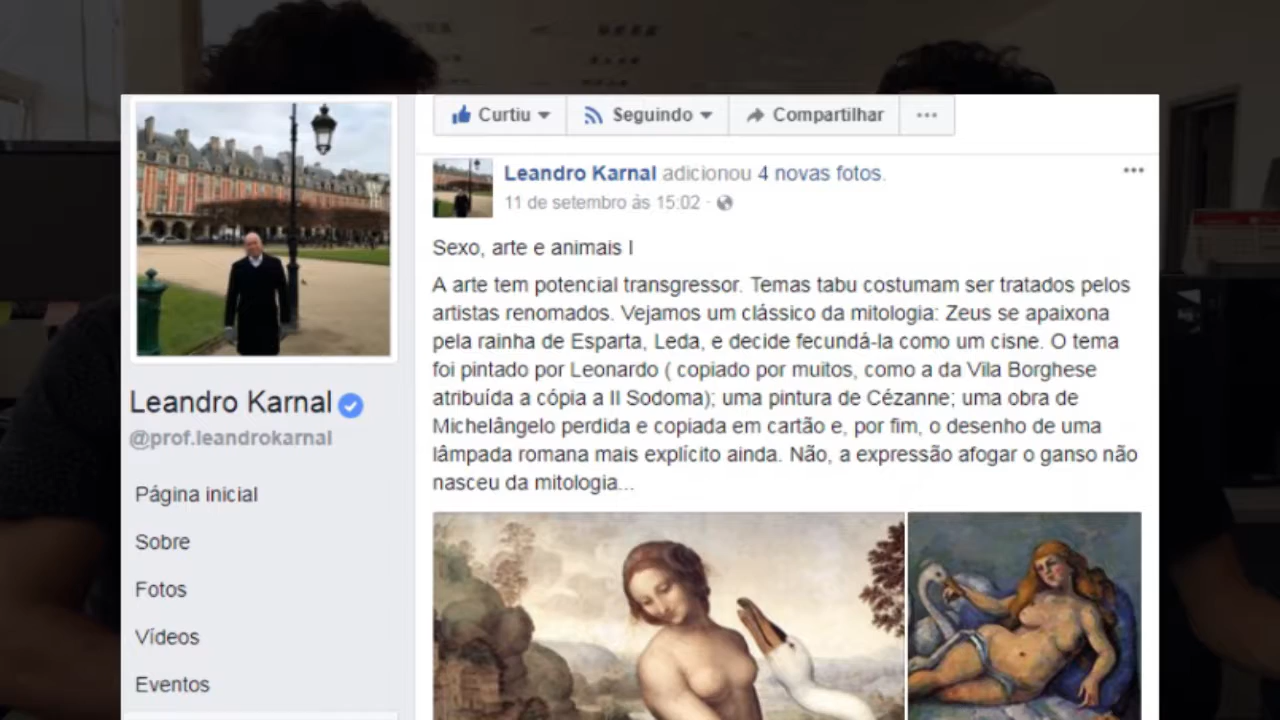 Curtiu
Seguindo
Compartilhar
Leandro Karnal adicionou 4 novas fotos.
11 de setembro às 15:02 ·
Sexo, arte e animais I
A arte tem potencial transgressor. Temas tabu costumam ser tratados pelos
artistas renomados. Vejamos um clássico da mitologia: Zeus se apaixona
pela rainha de Esparta, Leda, e decide fecundá-la como um cisne. O tema
foi pintado por Leonardo ( copiado por muitos, como a da Vila Borghese
atribuída a cópia a Il Sodoma); uma pintura de Cézanne; uma obra de
Michelângelo perdida e copiada em cartão e, por fim, o desenho de uma
lâmpada romana mais explícito ainda. Não, a expressão afogar o ganso não
nasceu da mitologia...
Leandro Karnal
@prof.leandrokarnal
Página inicial
Sobre
Fotos
Vídeos
Eventos